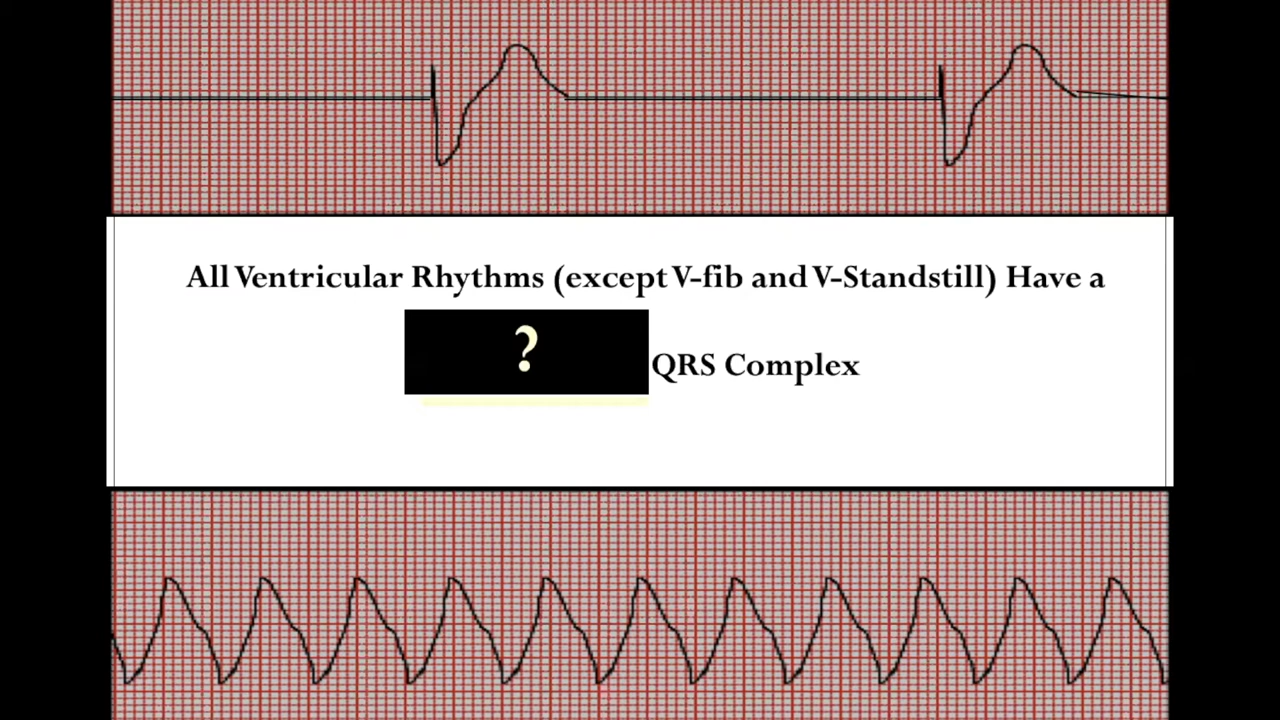 All Ventricular Rhythms (except V-fib and V-Standstill) Have a
?
QRS Complex